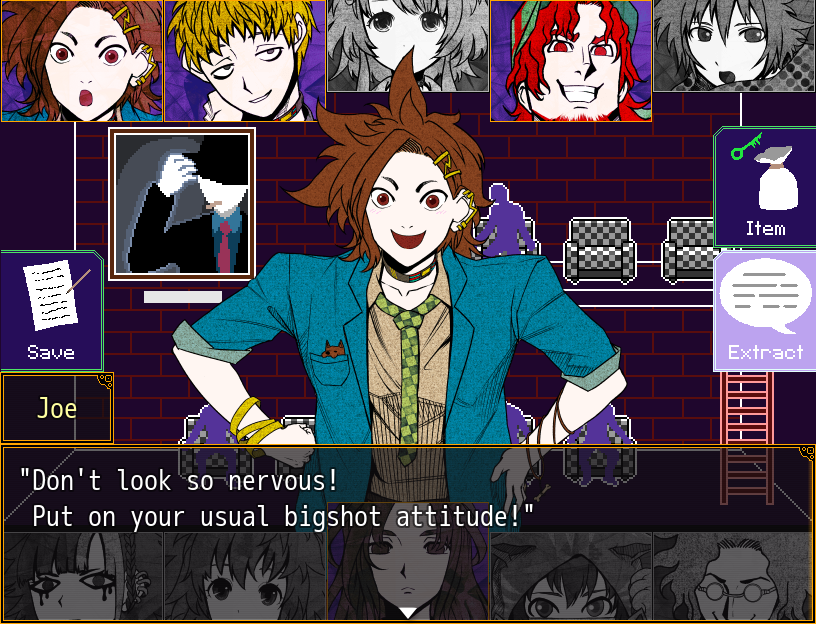 Item
Save
Extract
Joe
"Don't look so nervous!
Put on your usual bigshot attitude!"